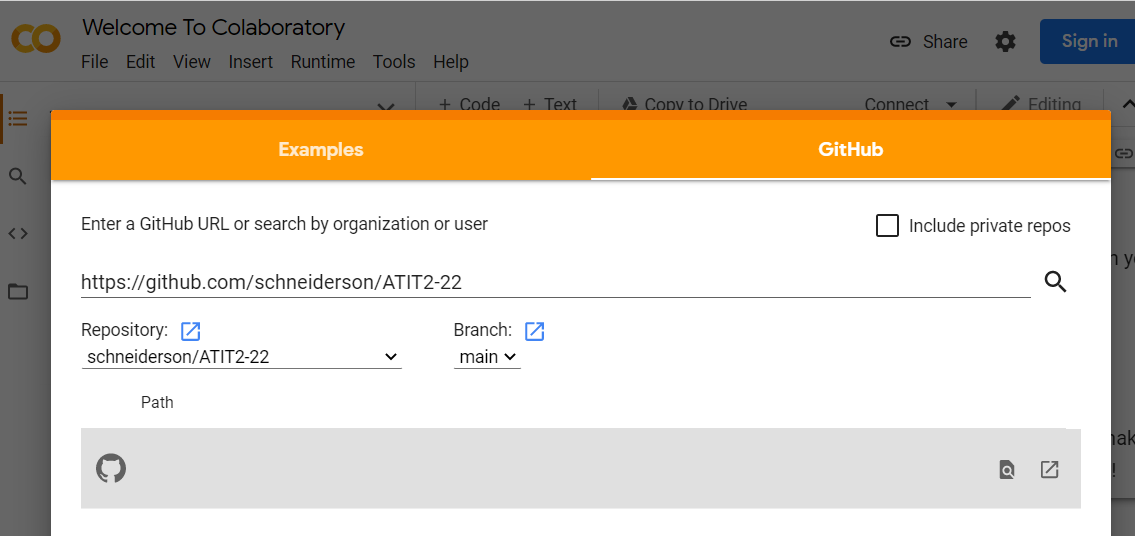 Welcome To Colaboratory
File Edit View Insert Runtime Tools Help
Share
Sign in
+ Code + Text
Copy to Drive
Connect
Editing
Examples
GitHub
Enter a GitHub URL or search by organization or user
Include private repos
https://github.com/schneiderson/ATIT2-22
Repository:
Branch:
schneiderson/ATIT2-22
main
Path